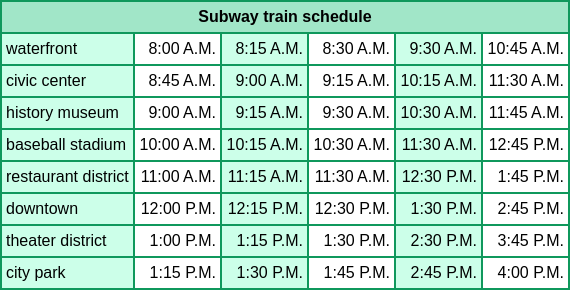 Subway train schedule
waterfront 8:00 A.M. 8:15 A.M. 8:30 A.M. 9:30 A.M. 10:45 A.M.
civic center 8:45 A.M. 9:00 A.M. 9:15 A.M. 10:15 A.M. 11:30 A.M.
history museum 9:00 A.M. 9:15 A.M. 9:30 A.M. 10:30 A.M. 11:45 A.M.
baseball stadium 10:00 A.M. 10:15 A.M. 10:30 A.M. 11:30 A.M. 12:45 P.M.
restaurant district 11:00 A.M. 11:15 A.M. 11:30 A.M. 12:30 P.M. 1:45 P.M.
downtown 12:00 P.M. 12:15 P.M. 12:30 P.M. 1:30 P.M. 2:45 P.M.
theater district 1:00 P.M. 1:15 P.M. 1:30 P.M. 2:30 P.M. 3:45 P.M.
city park 1:15 P.M. 1:30 P.M. 1:45 P.M. 2:45 P.M. 4:00 P.M.